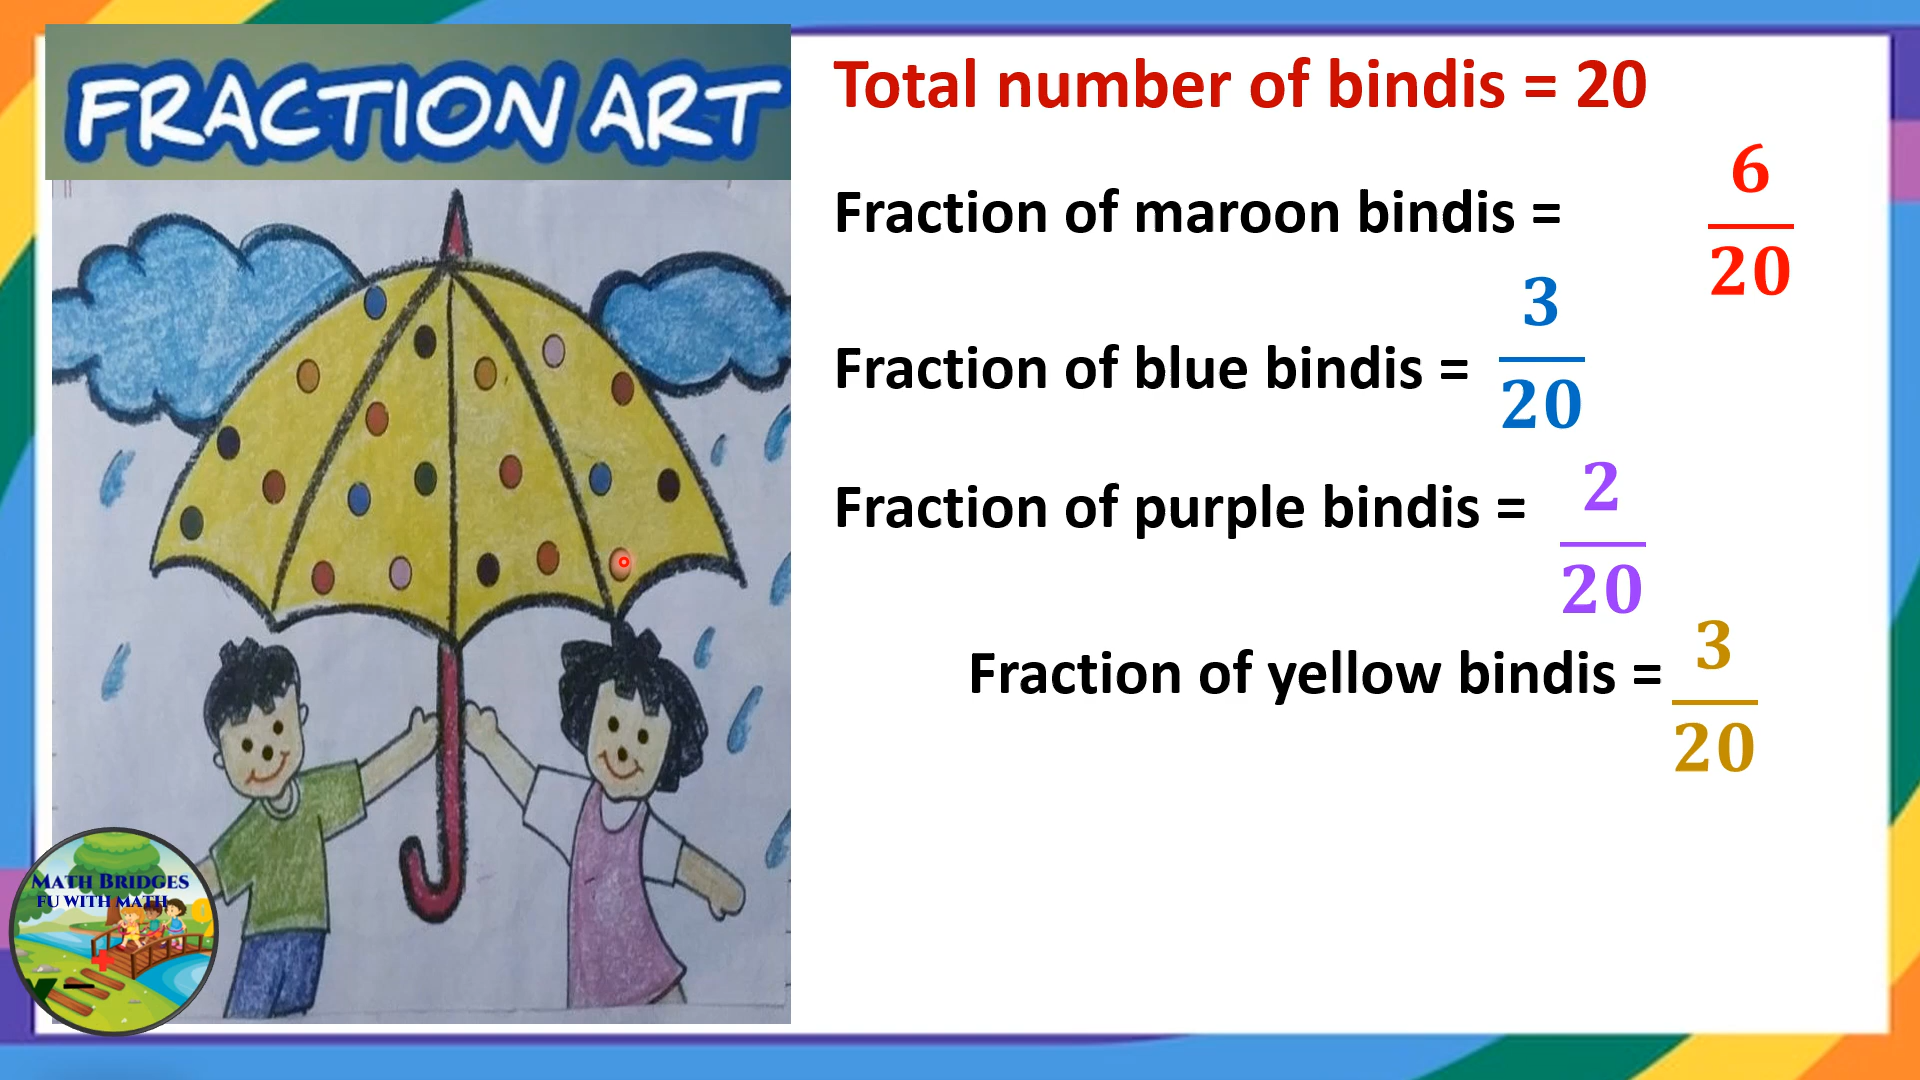 FRACTION ART
Total number of bindis = 20
Fraction of maroon bindis = 6/20
Fraction of blue bindis = 3/20
Fraction of purple bindis = 2/20
Fraction of yellow bindis = 3/20
MATH BRIDGES
FU WITH MATH